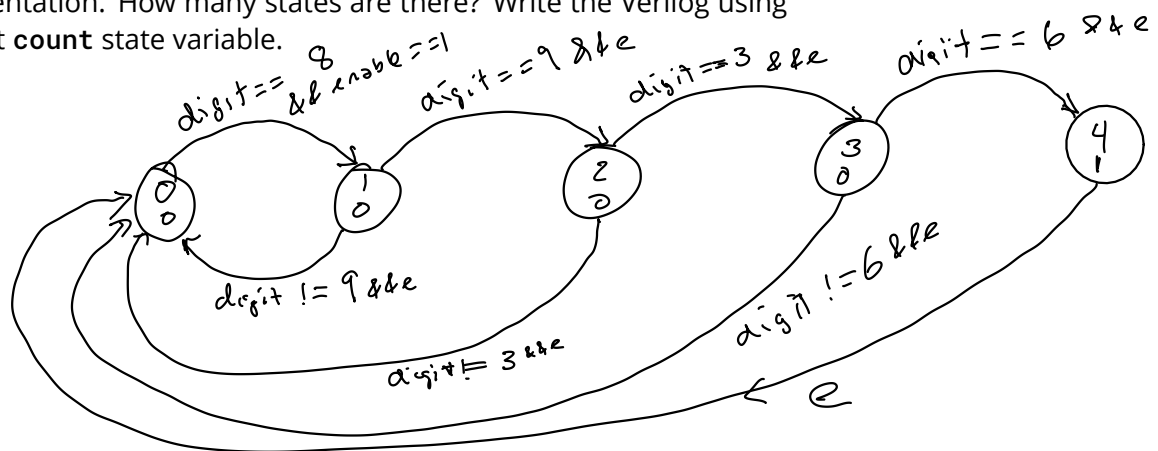 entation. How many states are there? Write the Verilog using
t count state variable.
digit== 8
&& enable==1
digit==9 &&e
digit==3 &&e
digit==6 &&e
0
0
1
0
2
0
3
0
4
1
digit != 9 &&e
digit != 3 &&e
digit != 6 &&e
e